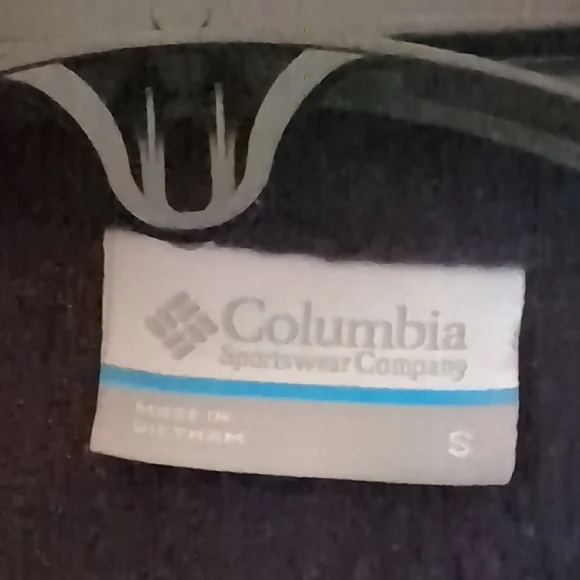 Columbia
Sportswear Company
MADE IN
VIETNAM
S